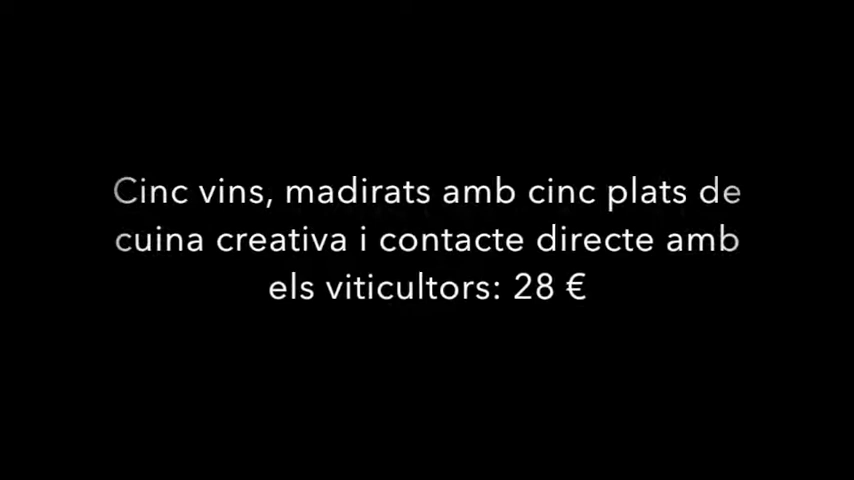 Cinc vins, madirats amb cinc plats de
cuina creativa i contacte directe amb
els viticultors: 28 €